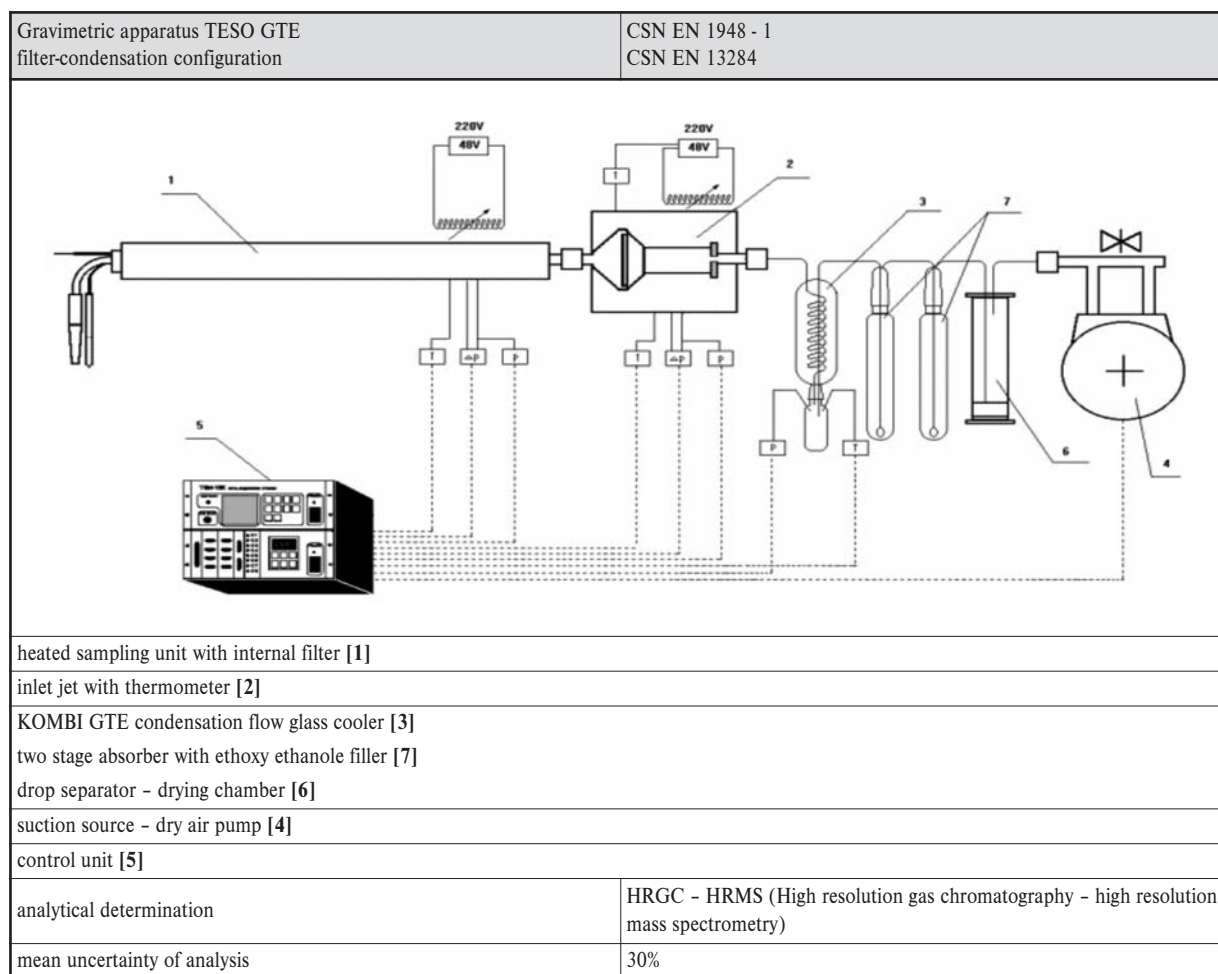 Gravimetric apparatus TESO GTE
filter-condensation configuration
CSN EN 1948 - 1
CSN EN 13284
220V
48V
220V
48V
T
1
2
3
7
T
ΔP
P
T
ΔP
P
P
T
5
6
4
heated sampling unit with internal filter [1]
inlet jet with thermometer [2]
KOMBI GTE condensation flow glass cooler [3]
two stage absorber with ethoxy ethanole filler [7]
drop separator – drying chamber [6]
suction source – dry air pump [4]
control unit [5]
analytical determination
HRGC – HRMS (High resolution gas chromatography – high resolution
mass spectrometry)
mean uncertainty of analysis
30%